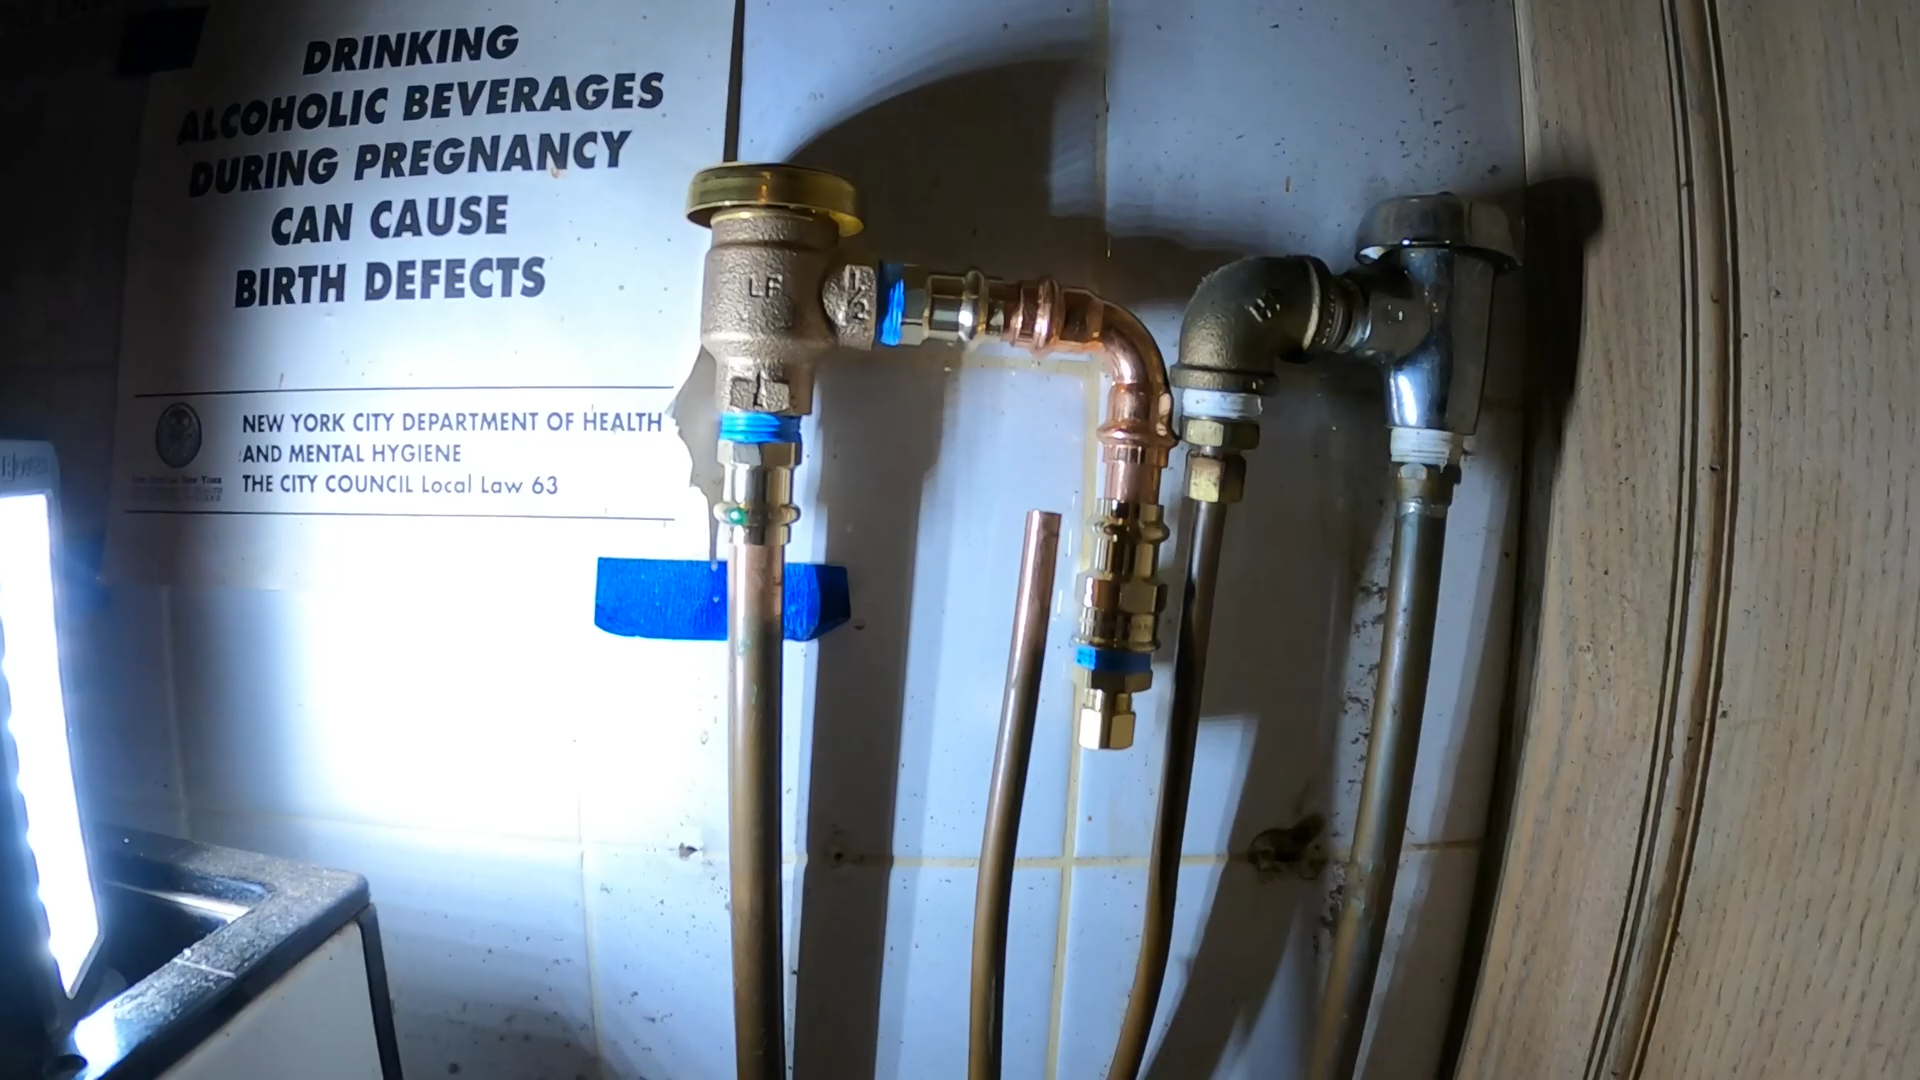 DRINKING
ALCOHOLIC BEVERAGES
DURING PREGNANCY
CAN CAUSE
BIRTH DEFECTS
NEW YORK CITY DEPARTMENT OF HEALTH
AND MENTAL HYGIENE
THE CITY COUNCIL Local Law 63
LF
1/2